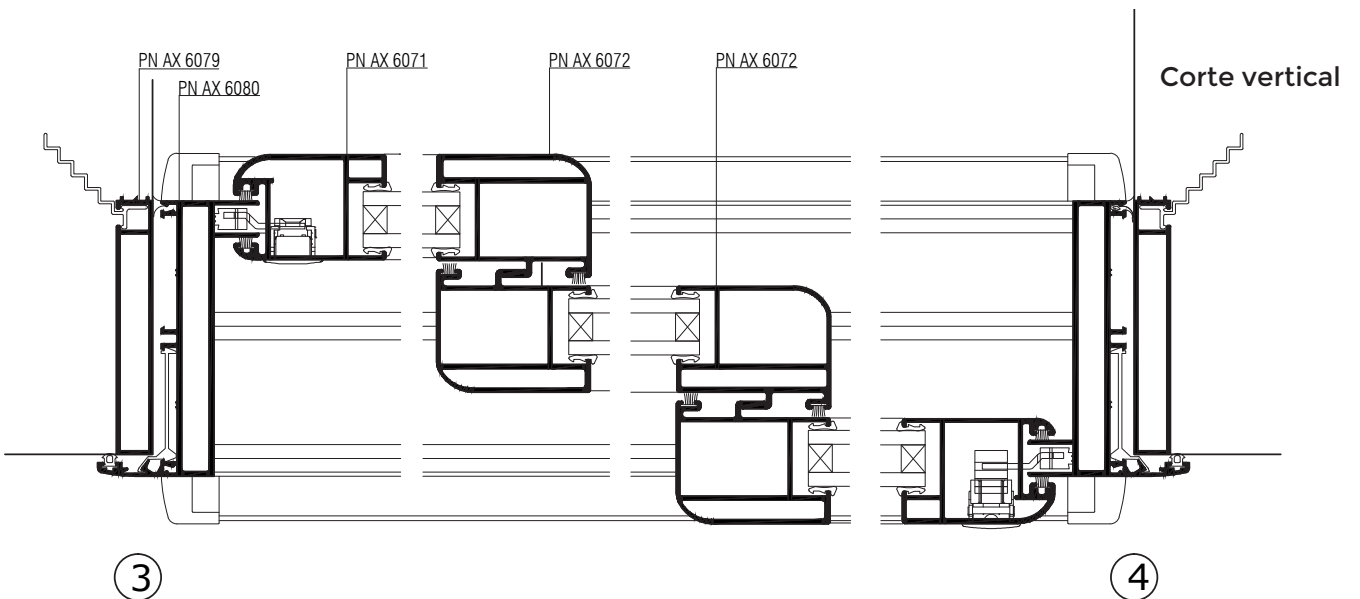 PN AX 6079
PN AX 6071
PN AX 6072
PN AX 6072
PN AX 6080
Corte vertical
3
4